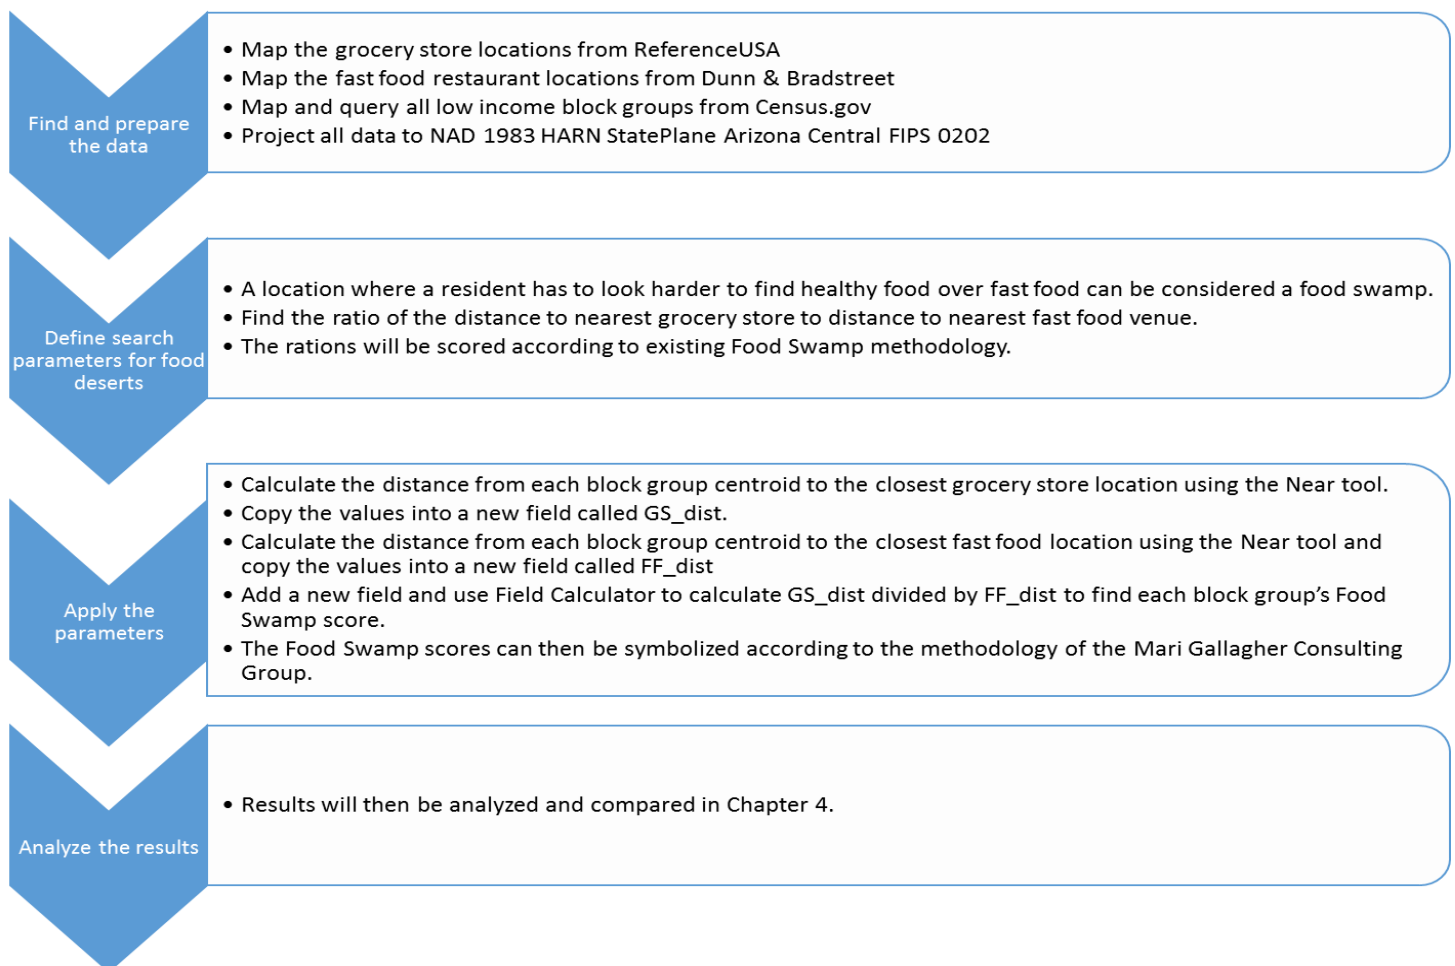 Find and prepare
the data
• Map the grocery store locations from ReferenceUSA
• Map the fast food restaurant locations from Dunn & Bradstreet
• Map and query all low income block groups from Census.gov
• Project all data to NAD 1983 HARN StatePlane Arizona Central FIPS 0202
Define search
parameters for food
deserts
• A location where a resident has to look harder to find healthy food over fast food can be considered a food swamp.
• Find the ratio of the distance to nearest grocery store to distance to nearest fast food venue.
• The rations will be scored according to existing Food Swamp methodology.
Apply the
parameters
• Calculate the distance from each block group centroid to the closest grocery store location using the Near tool.
• Copy the values into a new field called GS_dist.
• Calculate the distance from each block group centroid to the closest fast food location using the Near tool and
copy the values into a new field called FF_dist
• Add a new field and use Field Calculator to calculate GS_dist divided by FF_dist to find each block group’s Food
Swamp score.
• The Food Swamp scores can then be symbolized according to the methodology of the Mari Gallagher Consulting
Group.
Analyze the results
• Results will then be analyzed and compared in Chapter 4.